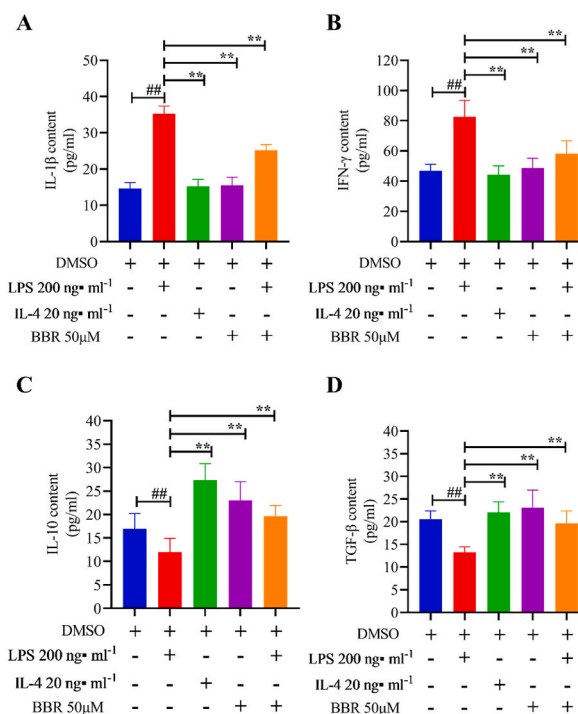 A
**
**
**
##
IL-1β content
(pg/ml)
50
40
30
20
10
0
DMSO + + + + +
LPS 200 ng▪ ml⁻¹ - + - - +
IL-4 20 ng▪ ml⁻¹ - - + - -
BBR 50μM - - - + +
B
**
**
**
##
IFN-γ content
(pg/ml)
120
100
80
60
40
20
0
DMSO + + + + +
LPS 200 ng▪ ml⁻¹ - + - - +
IL-4 20 ng▪ ml⁻¹ - - + - -
BBR 50μM - - - + +
C
**
**
**
##
IL-10 content
(pg/ml)
40
35
30
25
20
15
10
5
0
DMSO + + + + +
LPS 200 ng▪ ml⁻¹ - + - - +
IL-4 20 ng▪ ml⁻¹ - - + - -
BBR 50μM - - - + +
D
**
**
**
##
TGF-β content
(pg/ml)
40
35
30
25
20
15
10
5
0
DMSO + + + + +
LPS 200 ng▪ ml⁻¹ - + - - +
IL-4 20 ng▪ ml⁻¹ - - + - -
BBR 50μM - - - + +